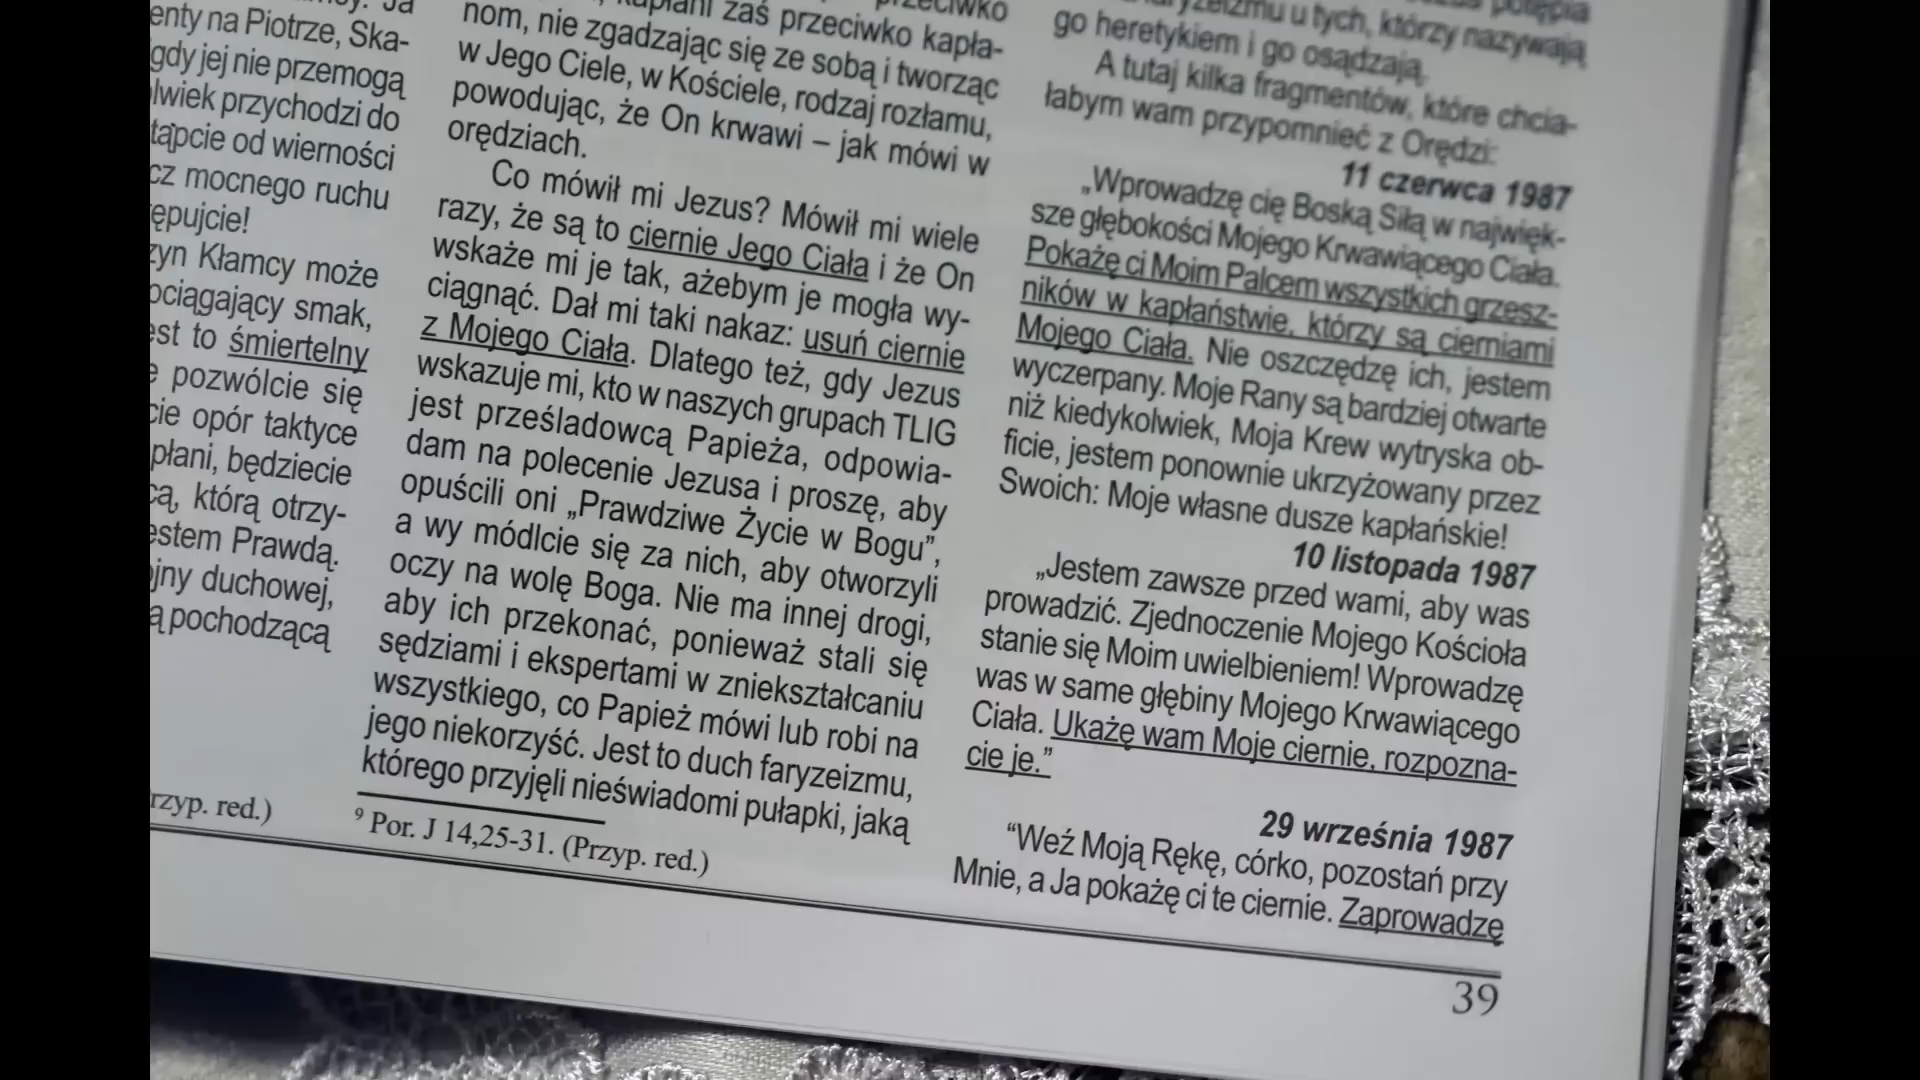 enty na Piotrze, Ska-
gdy jej nie przemogą
lwiek przychodzi do
tąpcie od wierności
cz mocnego ruchu
ępujcie!
zyn Kłamcy może
ociągający smak,
est to śmiertelny
e pozwólcie się
cie opór taktyce
płani, będziecie
cą, którą otrzy-
estem Prawdą.
ojny duchowej,
ą pochodzącą
rzyp. red.)
kapłani zaś przeciwko kapła-
nom, nie zgadzając się ze sobą i tworząc
w Jego Ciele, w Kościele, rodzaj rozłamu,
powodując, że On krwawi – jak mówi w
orędziach.
Co mówił mi Jezus? Mówił mi wiele
razy, że są to ciernie Jego Ciała i że On
wskaże mi je tak, ażebym je mogła wy-
ciągnąć. Dał mi taki nakaz: usuń ciernie
z Mojego Ciała. Dlatego też, gdy Jezus
wskazuje mi, kto w naszych grupach TLIG
jest prześladowcą Papieża, odpowia-
dam na polecenie Jezusa i proszę, aby
opuścili oni „Prawdziwe Życie w Bogu”,
a wy módlcie się za nich, aby otworzyli
oczy na wolę Boga. Nie ma innej drogi,
aby ich przekonać, ponieważ stali się
sędziami i ekspertami w zniekształcaniu
wszystkiego, co Papież mówi lub robi na
jego niekorzyść. Jest to duch faryzeizmu,
którego przyjęli nieświadomi pułapki, jaką
⁹ Por. J 14,25-31. (Przyp. red.)
faryzeizmu u tych, którzy nazywają
go heretykiem i go osądzają.
A tutaj kilka fragmentów, które chcia-
łabym wam przypomnieć z Orędzi:
11 czerwca 1987
„Wprowadzę cię Boską Siłą w najwięk-
sze głębokości Mojego Krwawiącego Ciała.
Pokażę ci Moim Palcem wszystkich grzesz-
ników w kapłaństwie, którzy są cierniami
Mojego Ciała. Nie oszczędzę ich, jestem
wyczerpany. Moje Rany są bardziej otwarte
niż kiedykolwiek, Moja Krew wytryska ob-
ficie, jestem ponownie ukrzyżowany przez
Swoich: Moje własne dusze kapłańskie!
10 listopada 1987
„Jestem zawsze przed wami, aby was
prowadzić. Zjednoczenie Mojego Kościoła
stanie się Moim uwielbieniem! Wprowadzę
was w same głębiny Mojego Krwawiącego
Ciała. Ukażę wam Moje ciernie, rozpozna-
cie je.”
29 września 1987
“Weź Moją Rękę, córko, pozostań przy
Mnie, a Ja pokażę ci te ciernie. Zaprowadzę
39